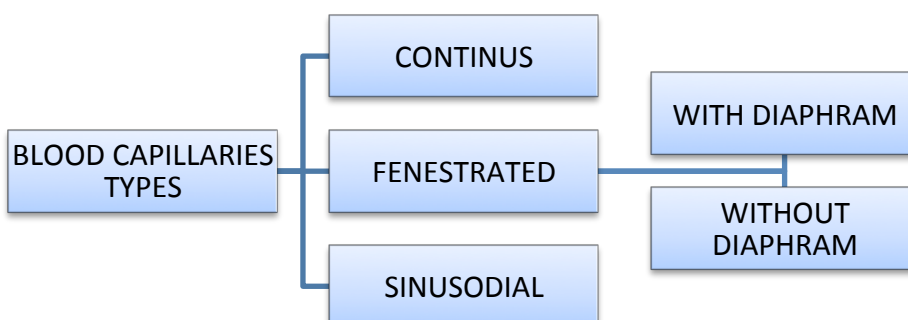 BLOOD CAPILLARIES
TYPES
CONTINUS
FENESTRATED
WITH DIAPHRAM
WITHOUT
DIAPHRAM
SINUSODIAL